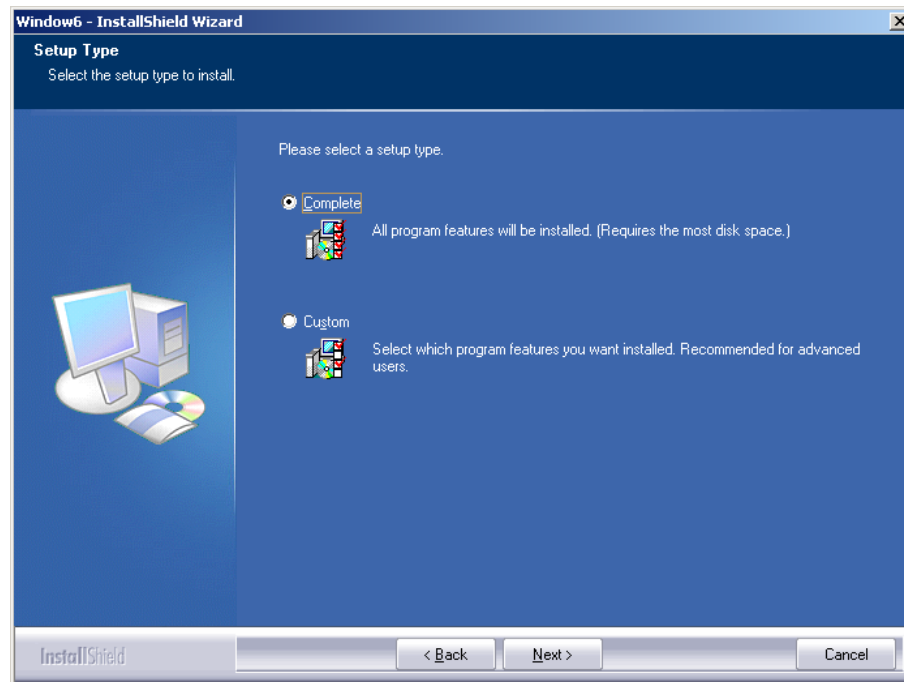 Window6 - InstallShield Wizard
Setup Type
Select the setup type to install.
Please select a setup type.
Complete
All program features will be installed. (Requires the most disk space.)
Custom
Select which program features you want installed. Recommended for advanced
users.
InstallShield
< Back
Next >
Cancel